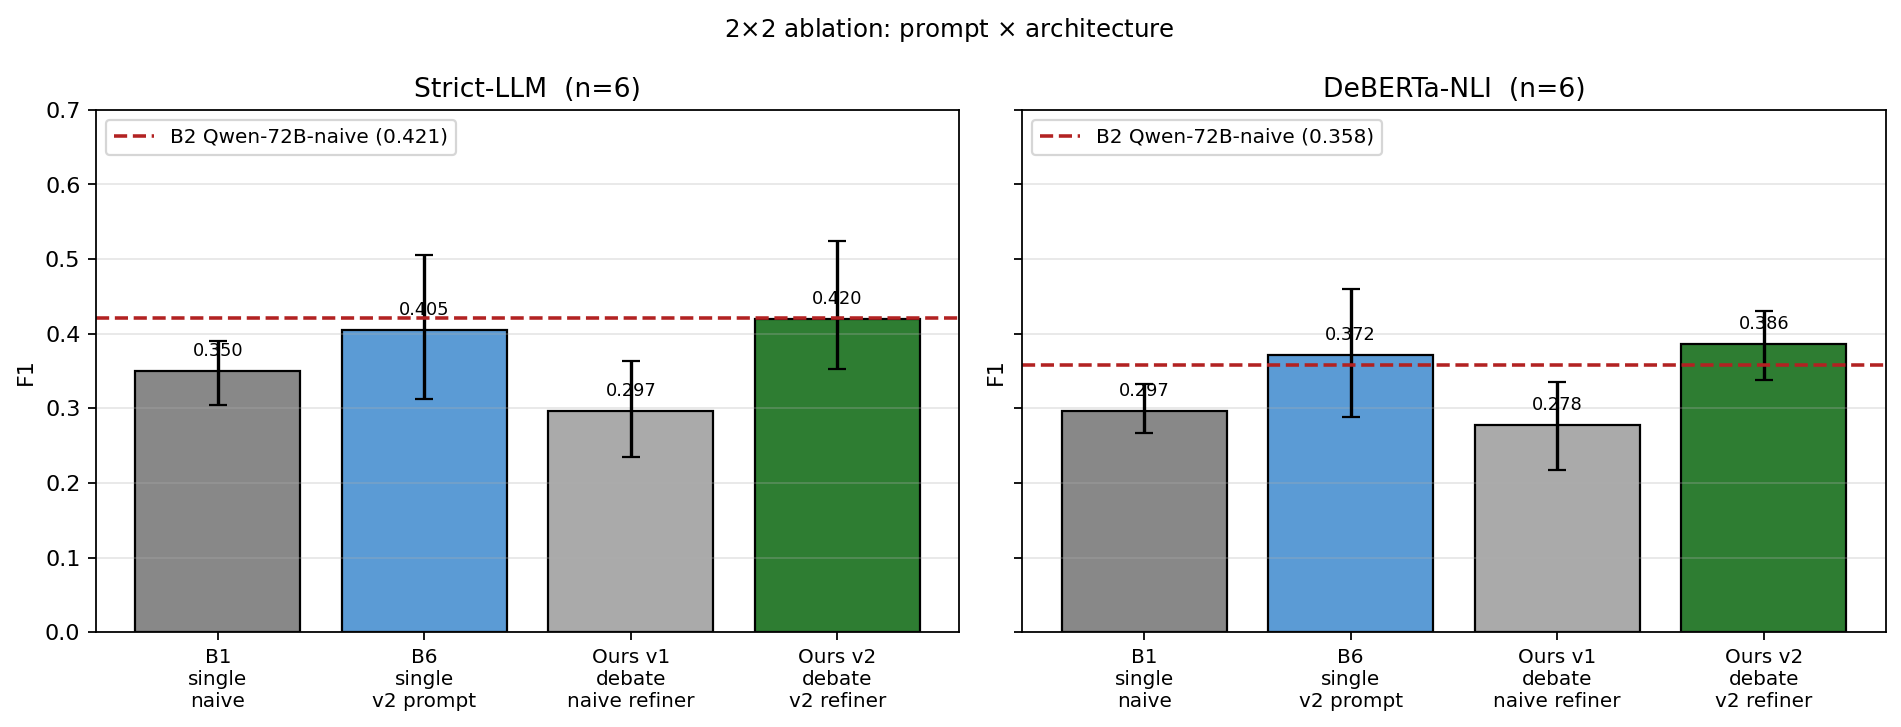 2×2 ablation: prompt × architecture
Strict-LLM (n=6)
B2 Qwen-72B-naive (0.421)
F1
0.7
0.6
0.5
0.4
0.3
0.2
0.1
0.0
0.350
0.405
0.297
0.420
B1
single
naive
B6
single
v2 prompt
Ours v1
debate
naive refiner
Ours v2
debate
v2 refiner
DeBERTa-NLI (n=6)
B2 Qwen-72B-naive (0.358)
F1
0.297
0.372
0.278
0.386
B1
single
naive
B6
single
v2 prompt
Ours v1
debate
naive refiner
Ours v2
debate
v2 refiner